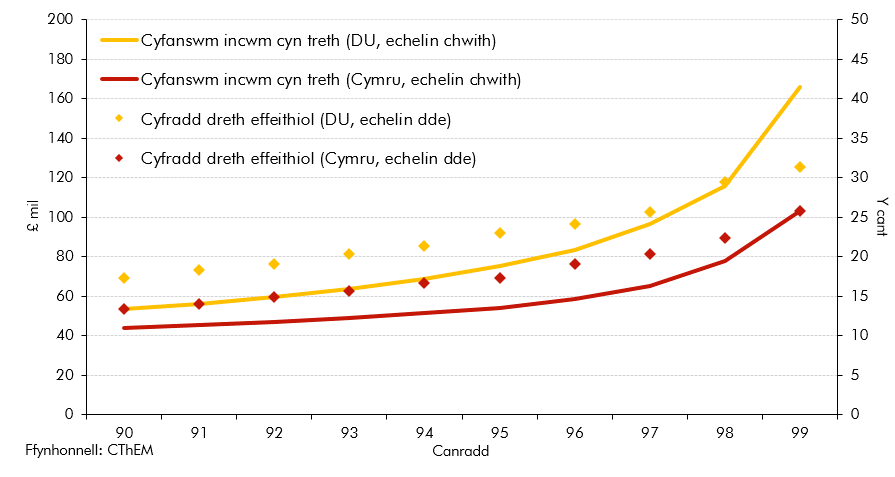 Cyfanswm incwm cyn treth (DU, echelin chwith)
Cyfanswm incwm cyn treth (Cymru, echelin chwith)
Cyfradd dreth effeithiol (DU, echelin dde)
Cyfradd dreth effeithiol (Cymru, echelin dde)
£ mil
200
180
160
140
120
100
80
60
40
20
0
50
45
40
35
30
25
20
15
10
5
0
Y cant
90 91 92 93 94 95 96 97 98 99
Canradd
Ffynhonnell: CThEM